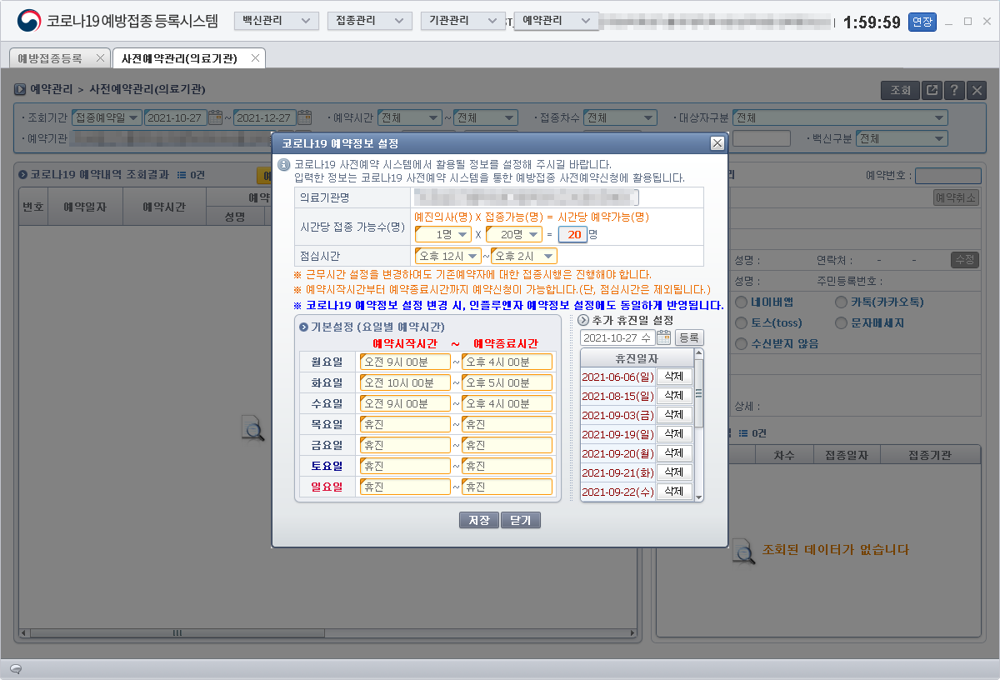 코로나19 예방접종 등록시스템 백신관리 접종관리 기관관리 예약관리 1:59:59 연장
예방접종등록 사전예약관리(의료기관)
예약관리 > 사전예약관리(의료기관) 조회 ?
· 조회기간 접종예약일 2021-10-27 ~ 2021-12-27 · 예약시간 전체 ~ 전체 · 접종차수 전체 · 대상자구분 전체
· 예약기관 · 백신구분 전체
코로나19 예약정보 설정
코로나19 사전예약 시스템에서 활용될 정보를 설정해 주시길 바랍니다.
입력한 정보는 코로나19 사전예약 시스템을 통한 예방접종 사전예약신청에 활용됩니다.
의료기관명
시간당 접종 가능수(명) 예진의사(명) X 접종가능(명) = 시간당 예약가능(명)
1명 X 20명 = 20 명
점심시간 오후 12시 ~ 오후 2시
※ 근무시간 설정을 변경하여도 기존예약자에 대한 접종시행은 진행해야 합니다.
※ 예약시작시간부터 예약종료시간까지 예약신청이 가능합니다.(단, 점심시간은 제외됩니다.)
※ 코로나19 예약정보 설정 변경 시, 인플루엔자 예약정보 설정에도 동일하게 반영됩니다.
기본설정 (요일별 예약시간)
예약시작시간 ~ 예약종료시간
월요일 오전 9시 00분 ~ 오후 4시 00분
화요일 오전 10시 00분 ~ 오후 5시 00분
수요일 오전 9시 00분 ~ 오후 4시 00분
목요일 휴진 ~ 휴진
금요일 휴진 ~ 휴진
토요일 휴진 ~ 휴진
일요일 휴진 ~ 휴진
추가 휴진일 설정
2021-10-27 수 등록
휴진일자
2021-06-06(일) 삭제
2021-08-15(일) 삭제
2021-09-03(금) 삭제
2021-09-19(일) 삭제
2021-09-20(월) 삭제
2021-09-21(화) 삭제
2021-09-22(수) 삭제
저장 닫기
코로나19 예약내역 조회결과 0건
번호 예약일자 예약시간
성명
예약번호 :
예약취소
성명 : 연락처 : - - 수정
성명 : 주민등록번호 :
네이버앱 카톡(카카오톡)
토스(toss) 문자메세지
수신받지 않음
상세 :
0건
차수 접종일자 접종기관
조회된 데이터가 없습니다